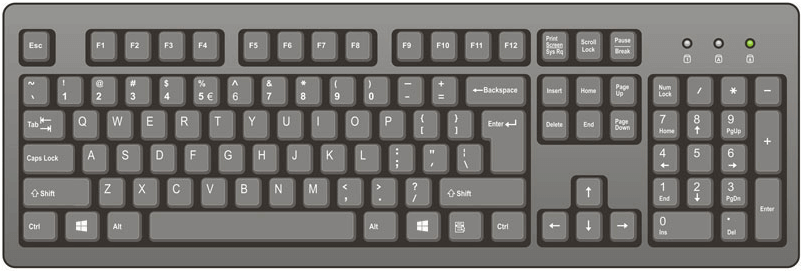 Esc F1 F2 F3 F4 F5 F6 F7 F8 F9 F10 F11 F12 Print Screen Sys Rq Scroll Lock Pause Break 1 A
~ ` ! 1 @ 2 # 3 $ 4 % 5 € ^ 6 & 7 * 8 ( 9 ) 0 – - + = ←Backspace Insert Home Page Up Num Lock / * –
Tab Q W E R T Y U I O P { [ } ] Enter Delete End Page Down 7 Home 8 ↑ 9 PgUp +
Caps Lock A S D F G H J K L : ; " , | \ 4 ← 5 6 →
⇧ Shift Z X C V B N M < , > . ? / ⇧ Shift ↑ 1 End 2 ↓ 3 PgDn Enter
Ctrl Alt Alt Ctrl ← ↓ → 0 Ins . Del